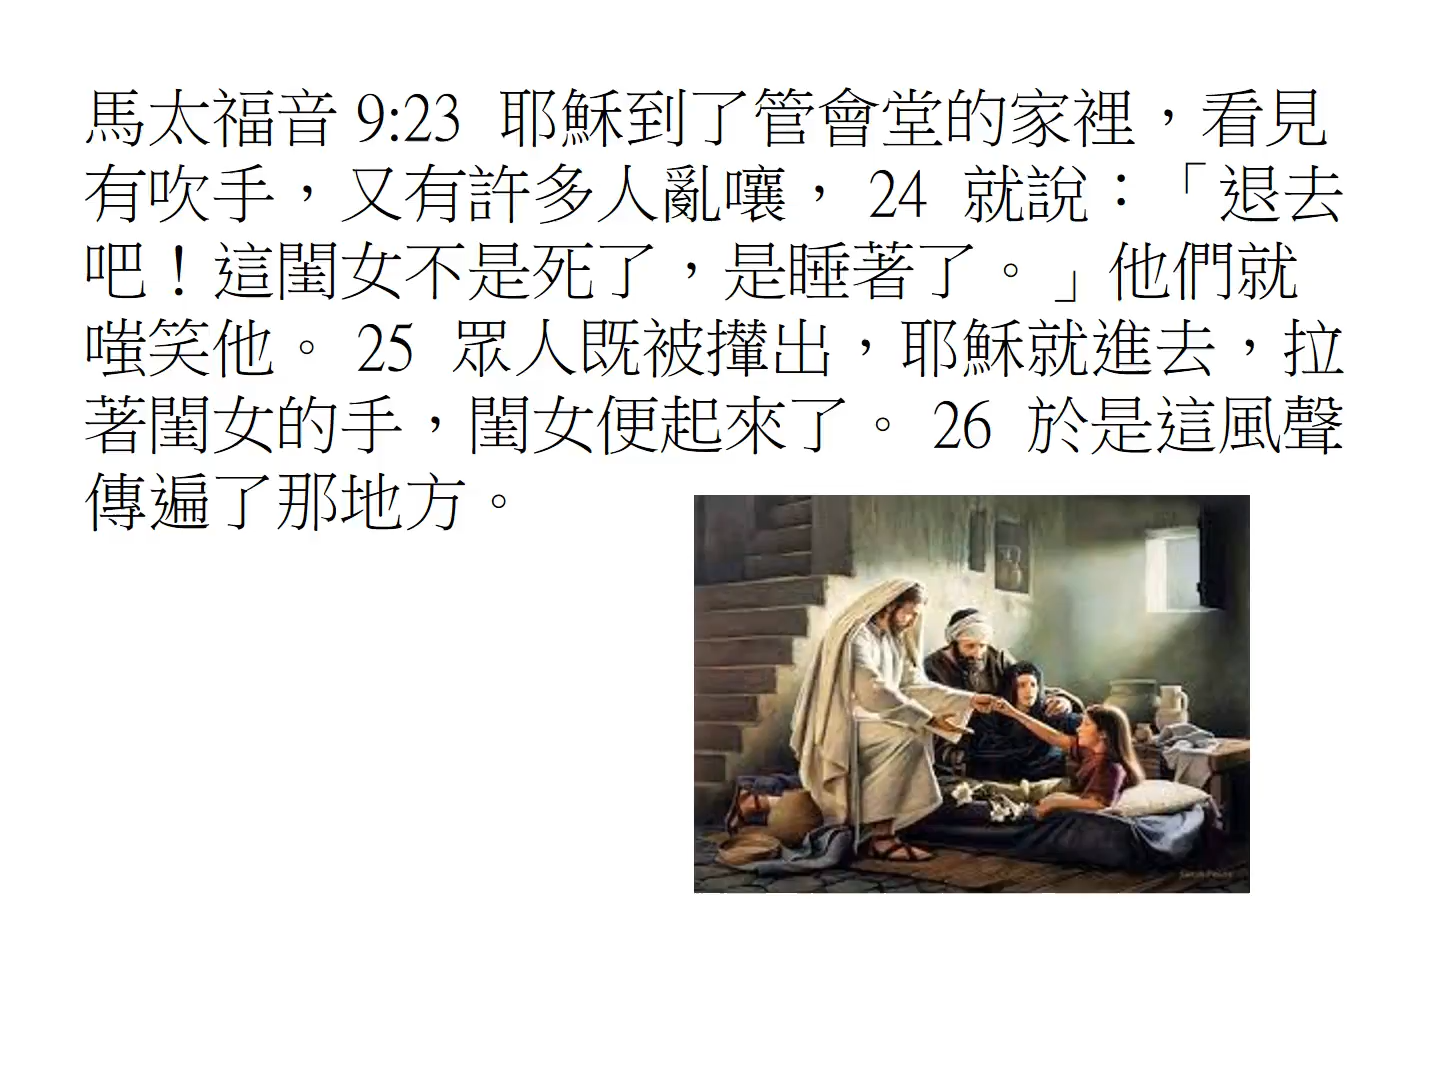 馬太福音 9:23 耶穌到了管會堂的家裡，看見
有吹手，又有許多人亂嚷， 24 就說：「退去
吧！這閨女不是死了，是睡著了。」他們就
嗤笑他。 25 眾人既被攆出，耶穌就進去，拉
著閨女的手，閨女便起來了。 26 於是這風聲
傳遍了那地方。